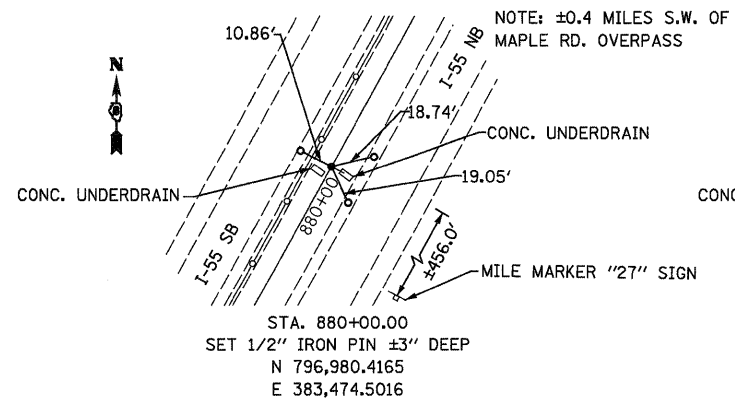 NOTE: ±0.4 MILES S.W. OF
MAPLE RD. OVERPASS
10.86'
I-55 NB
N
18.74'
CONC. UNDERDRAIN
CONC. UNDERDRAIN
19.05'
CONC
880+00
I-55 SB
±456.0'
MILE MARKER "27" SIGN
STA. 880+00.00
SET 1/2" IRON PIN ±3" DEEP
N 796,980.4165
E 383,474.5016